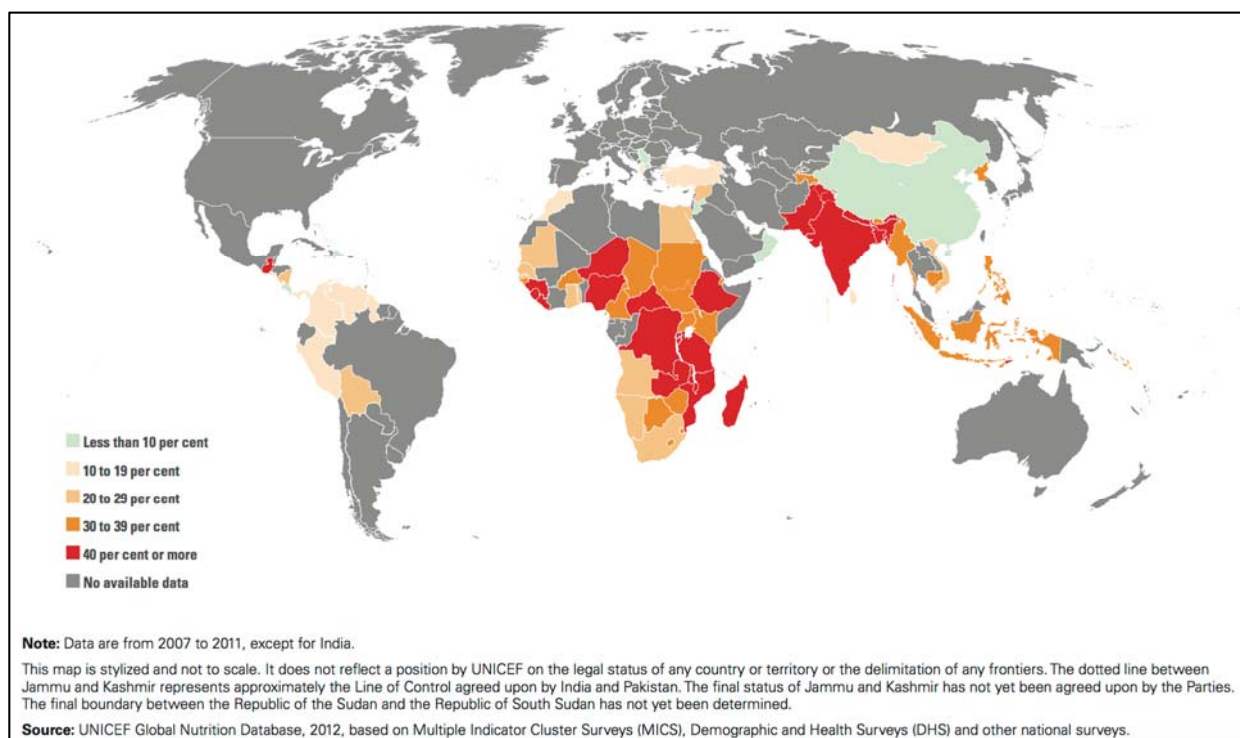 Less than 10 per cent
10 to 19 per cent
20 to 29 per cent
30 to 39 per cent
40 per cent or more
No available data
Note: Data are from 2007 to 2011, except for India.
This map is stylized and not to scale. It does not reflect a position by UNICEF on the legal status of any country or territory or the delimitation of any frontiers. The dotted line between
Jammu and Kashmir represents approximately the Line of Control agreed upon by India and Pakistan. The final status of Jammu and Kashmir has not yet been agreed upon by the Parties.
The final boundary between the Republic of the Sudan and the Republic of South Sudan has not yet been determined.
Source: UNICEF Global Nutrition Database, 2012, based on Multiple Indicator Cluster Surveys (MICS), Demographic and Health Surveys (DHS) and other national surveys.